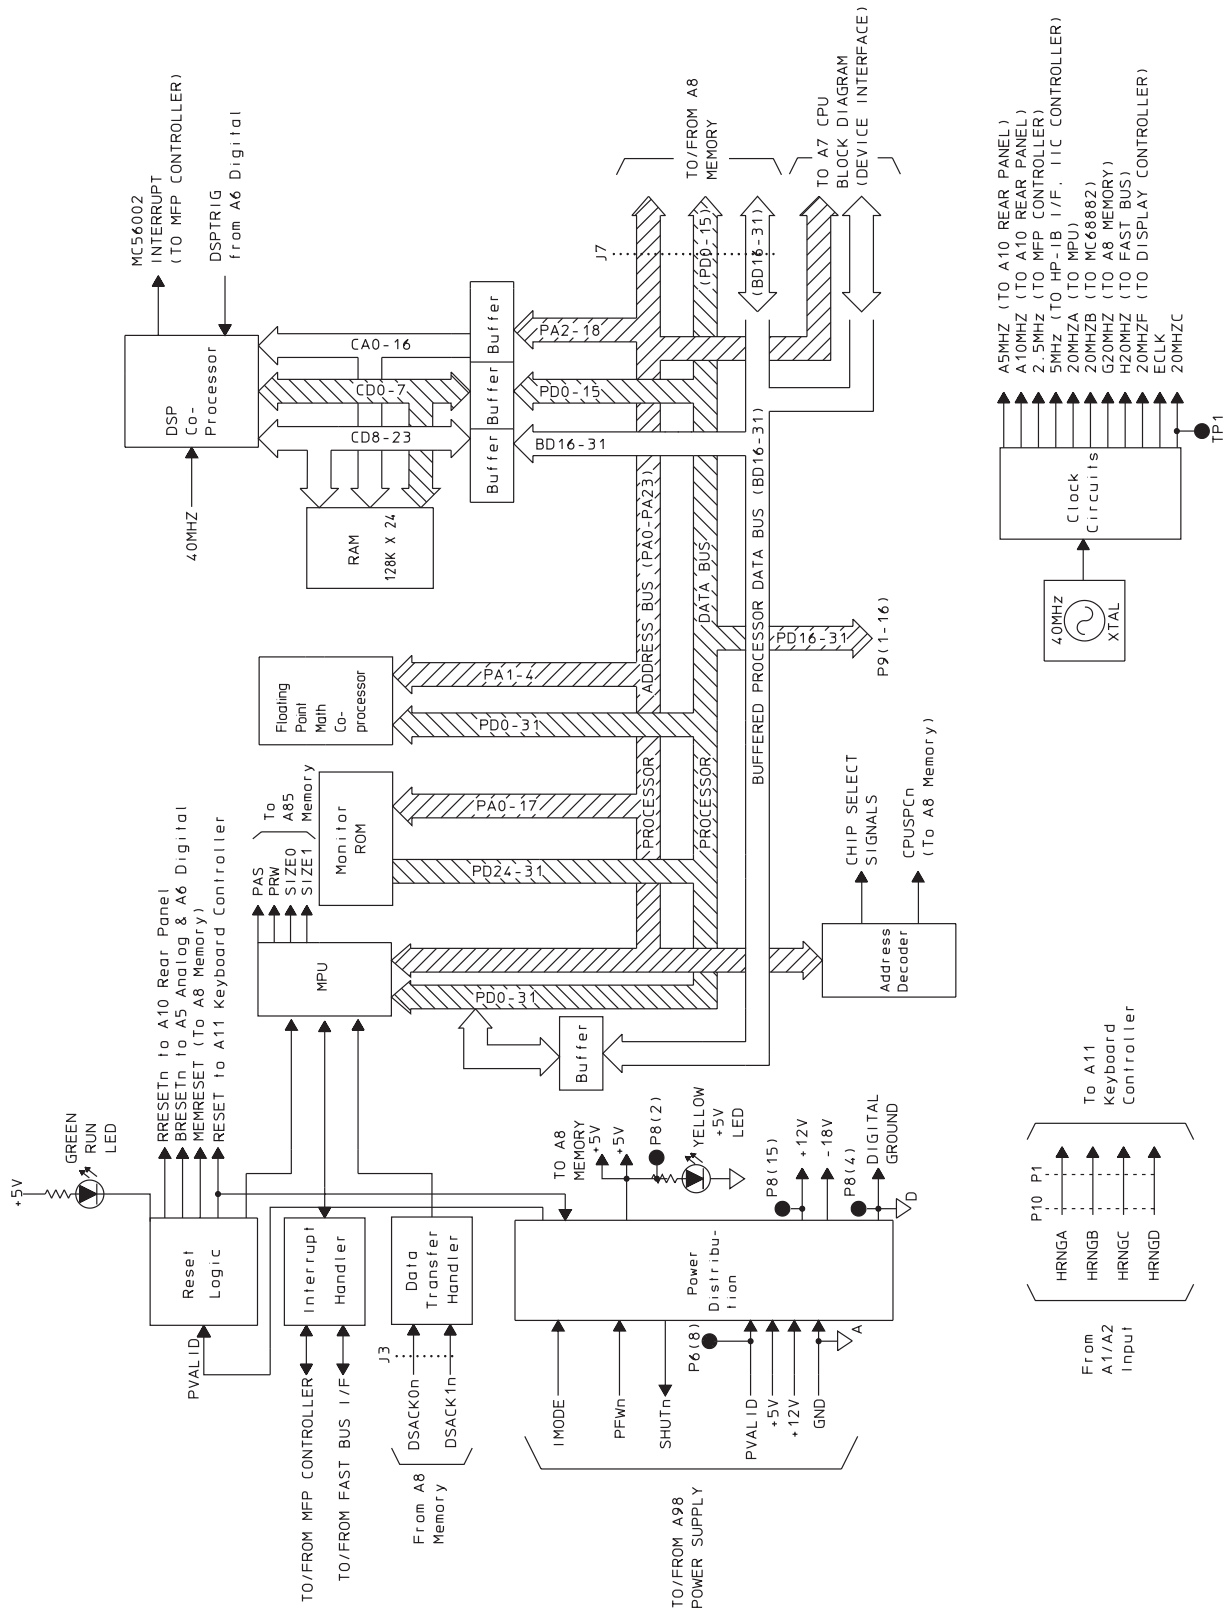 +5V
GREEN
RUN
LED
RRESETn to A10 Rear Panel
BRESETn to A5 Analog & A6 Digital
MEMRESET (To A8 Memory)
RESET to A11 Keyboard Controller
PVALID
Reset
Logic
TO/FROM MFP CONTROLLER
TO/FROM FAST BUS I/F
Interrupt
Handler
From A8
Memory
DSACK0n
DSACK1n
J3
Data
Transfer
Handler
TO/FROM A98
POWER SUPPLY
IMODE
PFWn
SHUTn
PVALID
+5V
+12V
GND
P6(8)
A
Power
Distribu-
tion
TO A8
MEMORY
+5V
+5V
P8(2)
YELLOW
+5V
LED
P8(15)
+12V
-18V
P8(4)
DIGITAL
GROUND
D
MPU
PAS
PRW
SIZE0
SIZE1
To
A85
Memory
Monitor
ROM
Floating
Point
Math
Co-
processor
PD0-31
Buffer
PD24-31
PA0-17
PD0-31
PA1-4
PROCESSOR
ADDRESS BUS (PA0-PA23)
PROCESSOR
DATA BUS
BUFFERED PROCESSOR DATA BUS (BD16-31)
PD16-31
P9(1-16)
Address
Decoder
CHIP SELECT
SIGNALS
CPUSPCn
(To A8 Memory)
40MHZ
DSP
Co-
Processor
MC56002
INTERRUPT
(TO MFP CONTROLLER)
DSPTRIG
from A6 Digital
RAM
128K X 24
CA0-16
CD0-7
CD8-23
Buffer
Buffer
Buffer
PA2-18
PD0-15
BD16-31
J7
(PD0-15)
(BD16-31)
TO/FROM A8
MEMORY
TO A7 CPU
BLOCK DIAGRAM
(DEVICE INTERFACE)
From
A1/A2
Input
HRNGA
HRNGB
HRNGC
HRNGD
P10
P1
To A11
Keyboard
Controller
40MHz
XTAL
Clock
Circuits
A5MHZ (TO A10 REAR PANEL)
A10MHZ (TO A10 REAR PANEL)
2.5MHz (TO MFP CONTROLLER)
5MHz (TO HP-IB I/F, IIC CONTROLLER)
20MHZA (TO MPU)
20MHZB (TO MC68882)
G20MHZ (TO A8 MEMORY)
H20MHZ (TO FAST BUS)
20MHZF (TO DISPLAY CONTROLLER)
ECLK
20MHZC
TP1